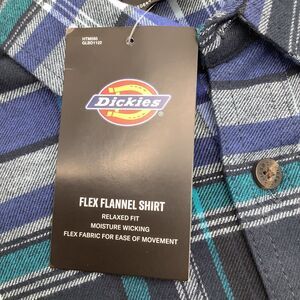 Dickies
FLEX FLANNEL SHIRT
RELAXED FIT
MOISTURE WICKING
FLEX FABRIC FOR EASE OF MOVEMENT